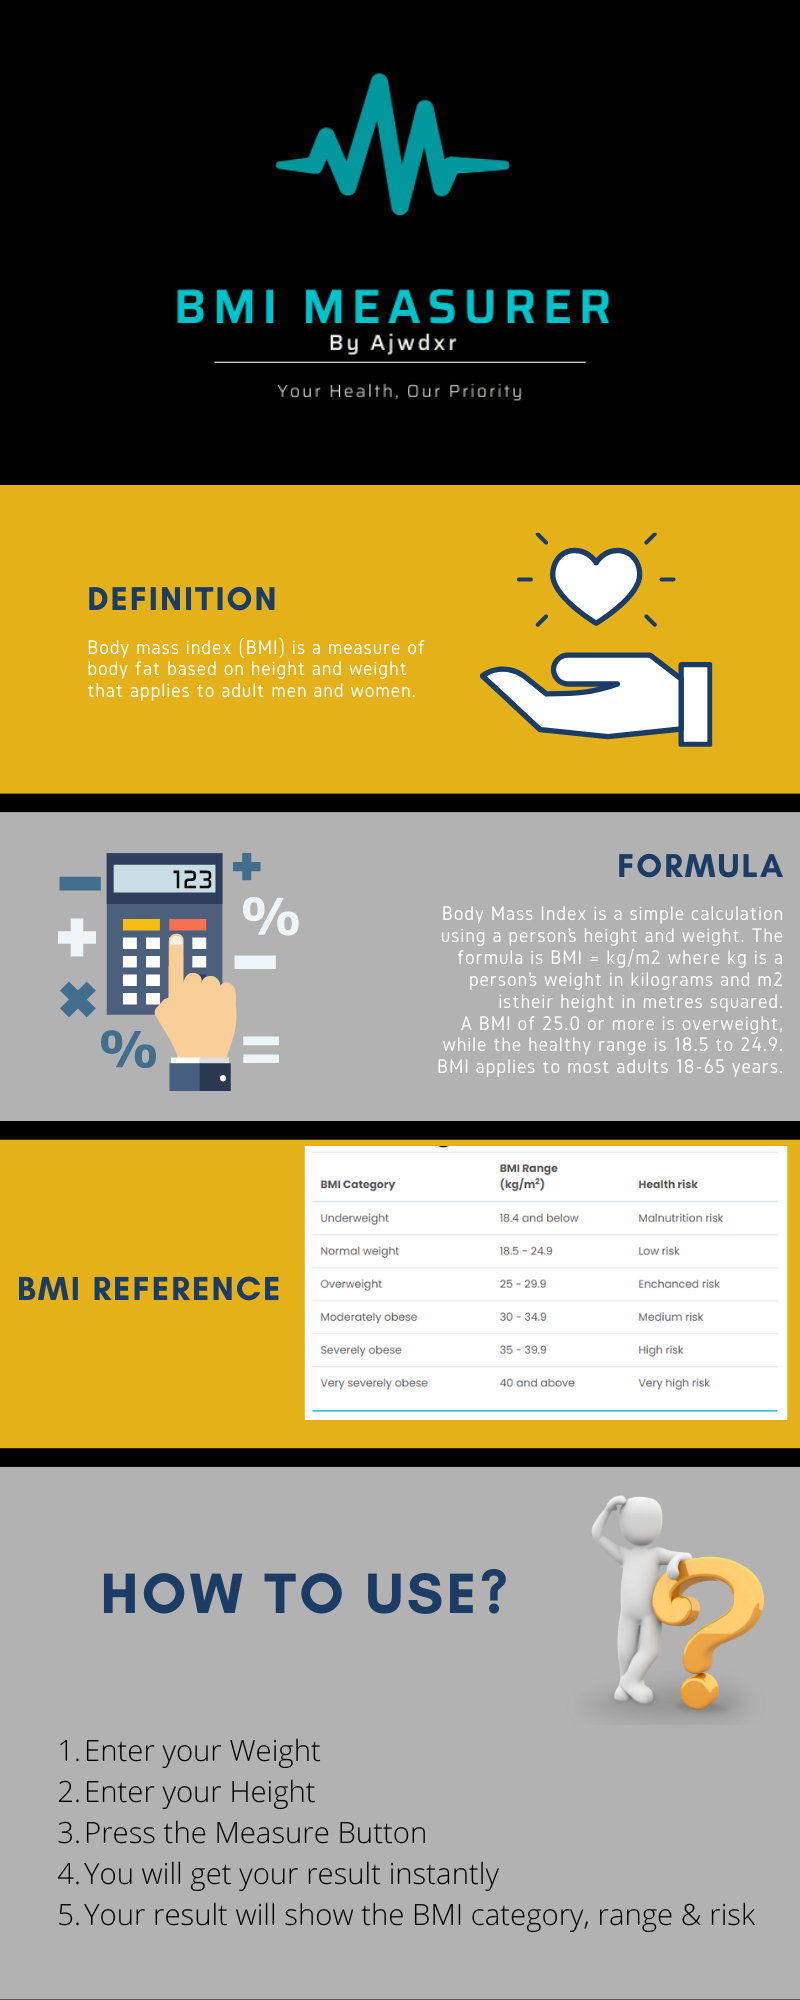 BMI MEASURER
By Ajwdxr
Your Health, Our Priority
DEFINITION
Body mass index (BMI) is a measure of
body fat based on height and weight
that applies to adult men and women.
123
+
%
%
FORMULA
Body Mass Index is a simple calculation
using a person's height and weight. The
formula is BMI = kg/m2 where kg is a
person's weight in kilograms and m2
istheir height in metres squared.
A BMI of 25.0 or more is overweight,
while the healthy range is 18.5 to 24.9.
BMI applies to most adults 18-65 years.
BMI REFERENCE
BMI Category BMI Range (kg/m²) Health risk
Underweight 18.4 and below Malnutrition risk
Normal weight 18.5 - 24.9 Low risk
Overweight 25 - 29.9 Enchanced risk
Moderately obese 30 - 34.9 Medium risk
Severely obese 35 - 39.9 High risk
Very severely obese 40 and above Very high risk
HOW TO USE?
1. Enter your Weight
2. Enter your Height
3. Press the Measure Button
4. You will get your result instantly
5. Your result will show the BMI category, range & risk